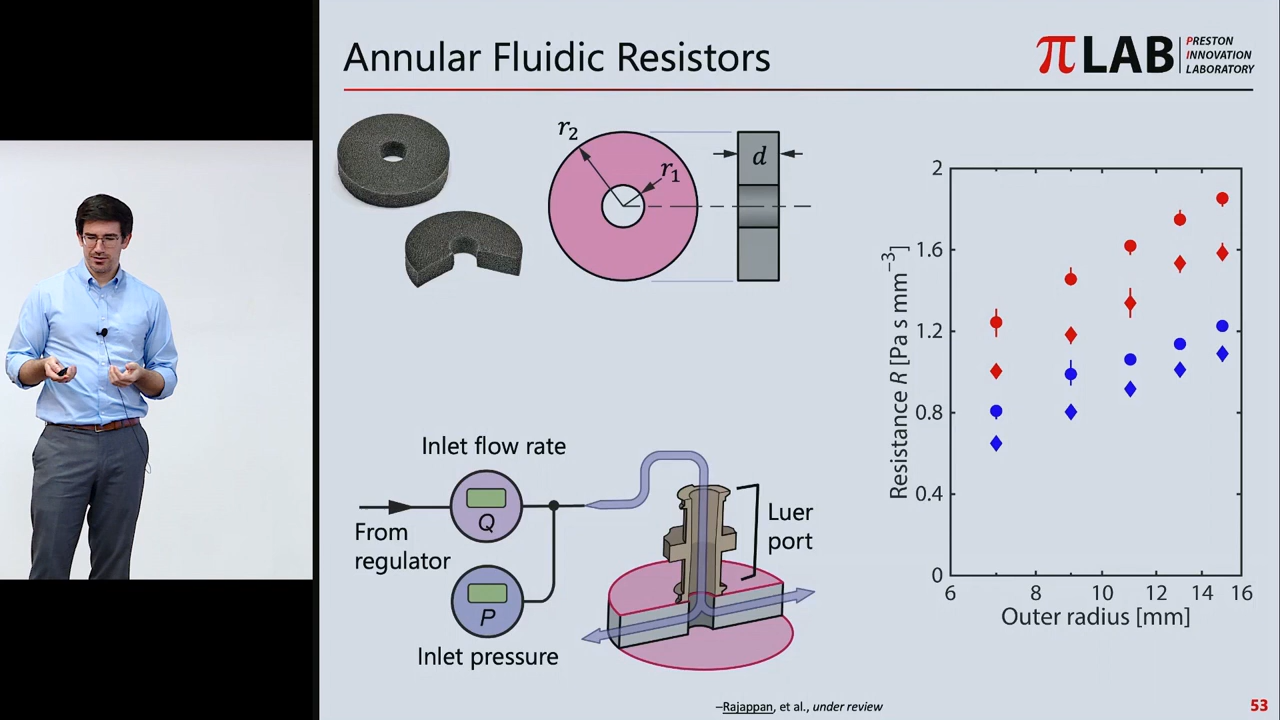 Annular Fluidic Resistors
πLAB
PRESTON
INNOVATION
LABORATORY
r₂
r₁
d
Inlet flow rate
Q
From
regulator
P
Inlet pressure
Luer
port
Resistance R [Pa s mm⁻³]
2
1.6
1.2
0.8
0.4
0
6 8 10 12 14 16
Outer radius [mm]
–Rajappan, et al., under review
53